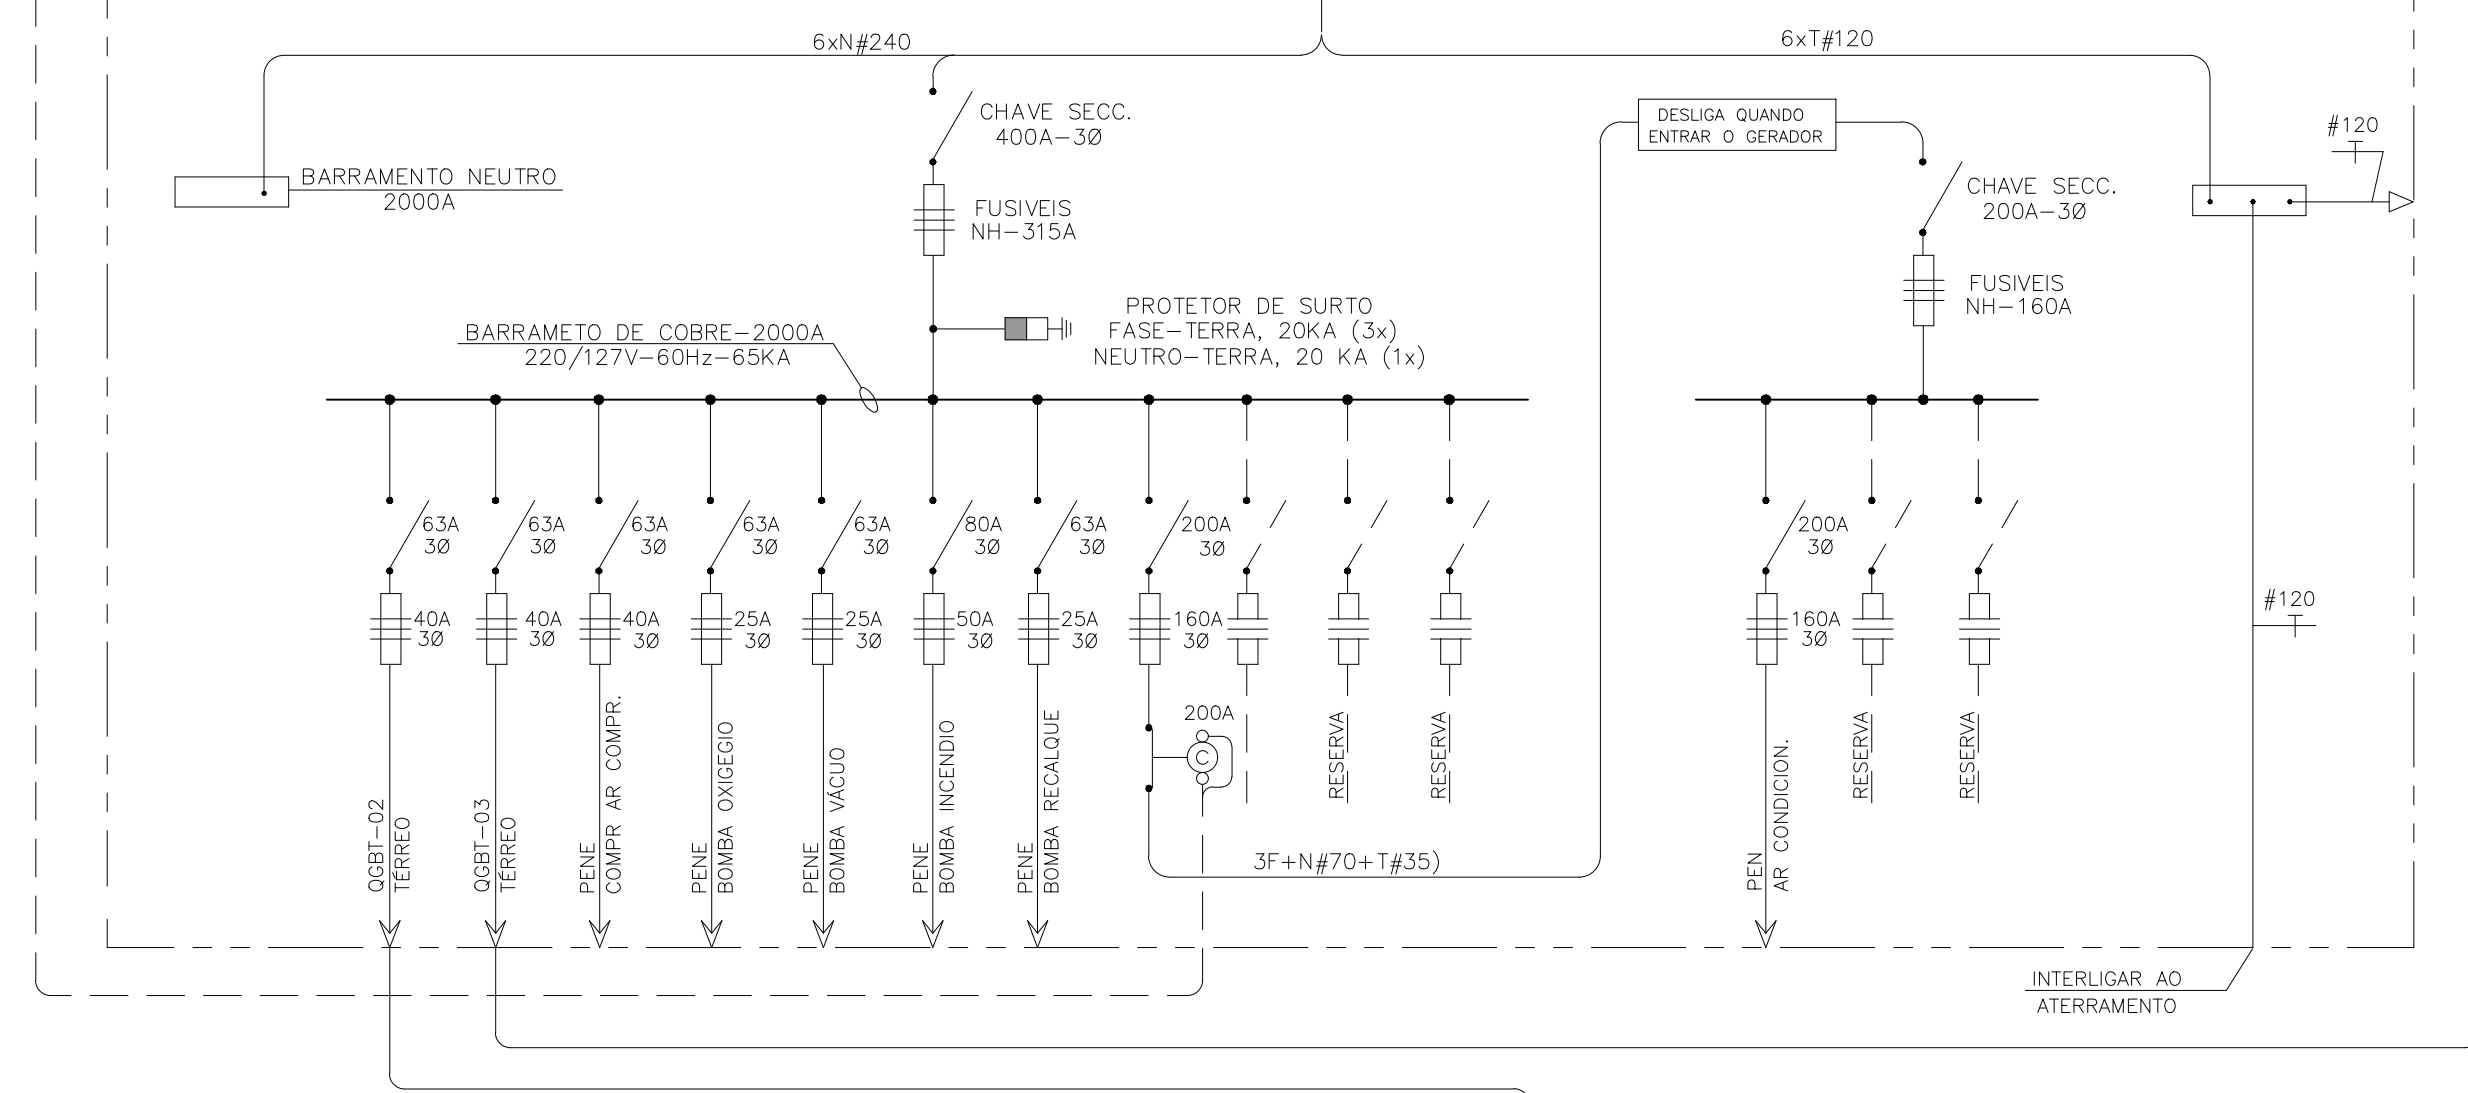 6xN#240
6xT#120
CHAVE SECC.
400A-3Ø
DESLIGA QUANDO
ENTRAR O GERADOR
#120
BARRAMENTO NEUTRO
2000A
CHAVE SECC.
200A-3Ø
FUSIVEIS
NH-315A
FUSIVEIS
NH-160A
PROTETOR DE SURTO
FASE-TERRA, 20KA (3x)
NEUTRO-TERRA, 20 KA (1x)
BARRAMETO DE COBRE-2000A
220/127V-60Hz-65KA
63A
3Ø
63A
3Ø
63A
3Ø
63A
3Ø
63A
3Ø
80A
3Ø
63A
3Ø
200A
3Ø
200A
3Ø
40A
3Ø
40A
3Ø
40A
3Ø
25A
3Ø
25A
3Ø
50A
3Ø
25A
3Ø
160A
3Ø
160A
3Ø
#120
200A
C
QGBT-02
TÉRREO
QGBT-03
TÉRREO
PENE
COMPR AR COMPR.
PENE
BOMBA OXIGEGIO
PENE
BOMBA VÁCUO
PENE
BOMBA INCENDIO
PENE
BOMBA RECALQUE
RESERVA
RESERVA
PEN
AR CONDICION.
RESERVA
RESERVA
3F+N#70+T#35)
INTERLIGAR AO
ATERRAMENTO